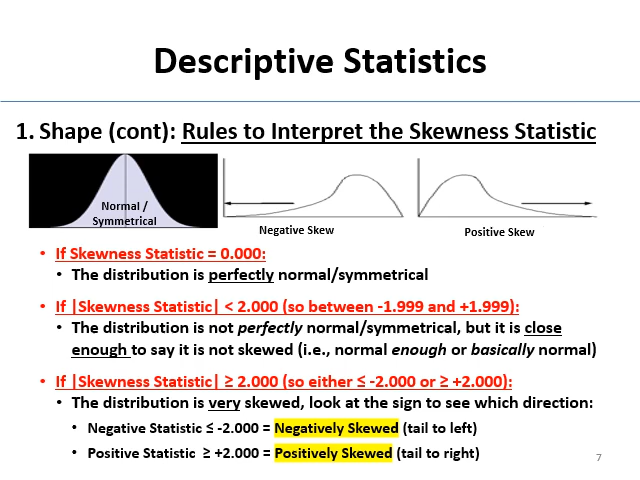 Descriptive Statistics
1. Shape (cont): Rules to Interpret the Skewness Statistic
Normal /
Symmetrical
Negative Skew
Positive Skew
• If Skewness Statistic = 0.000:
• The distribution is perfectly normal/symmetrical
• If |Skewness Statistic| < 2.000 (so between -1.999 and +1.999):
• The distribution is not perfectly normal/symmetrical, but it is close
enough to say it is not skewed (i.e., normal enough or basically normal)
• If |Skewness Statistic| ≥ 2.000 (so either ≤ -2.000 or ≥ +2.000):
• The distribution is very skewed, look at the sign to see which direction:
• Negative Statistic ≤ -2.000 = Negatively Skewed (tail to left)
• Positive Statistic ≥ +2.000 = Positively Skewed (tail to right)
7